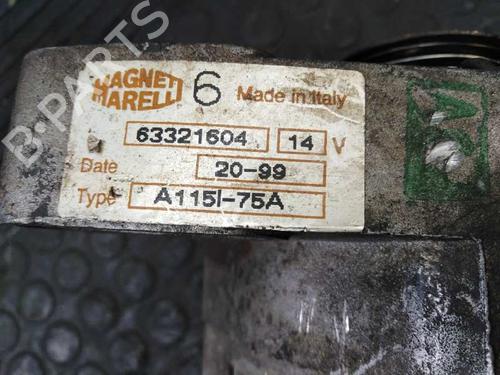 MAGNETI
MARELLI
6
Made in Italy
63321604
14 V
Date
20-99
Type
A115I-75A
B-PARTS